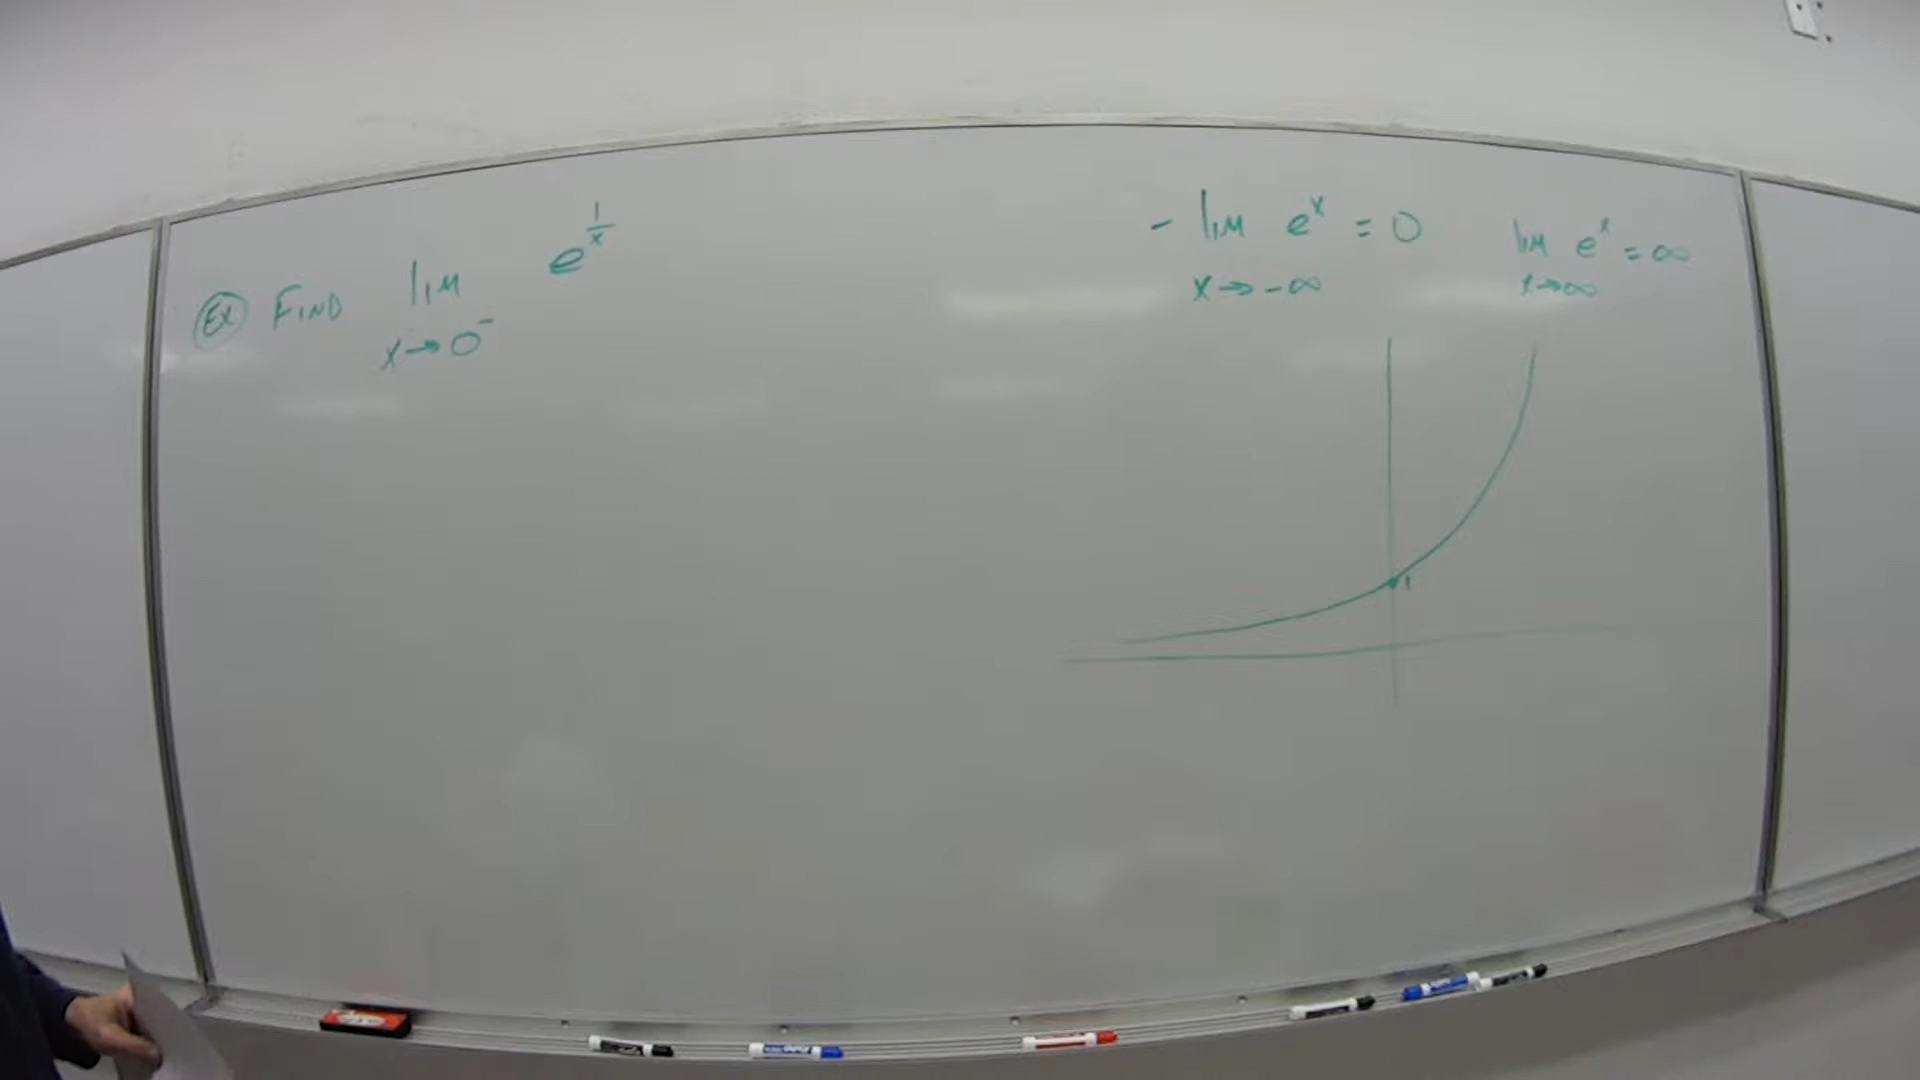 Ex FIND lim e^{1/x}
x→0⁻
- lim e^x = 0
x→-∞
lim e^x = ∞
x→∞
1